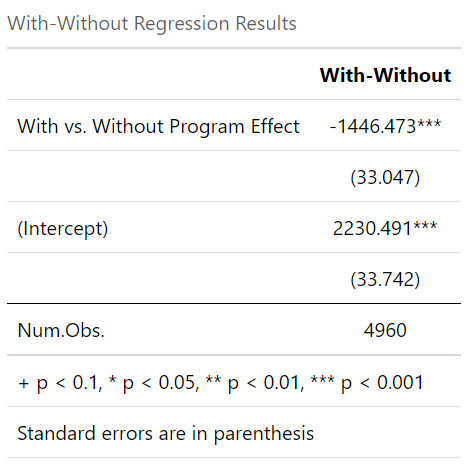 With-Without Regression Results
With-Without
With vs. Without Program Effect -1446.473***
(33.047)
(Intercept) 2230.491***
(33.742)
Num.Obs. 4960
+ p < 0.1, * p < 0.05, ** p < 0.01, *** p < 0.001
Standard errors are in parenthesis